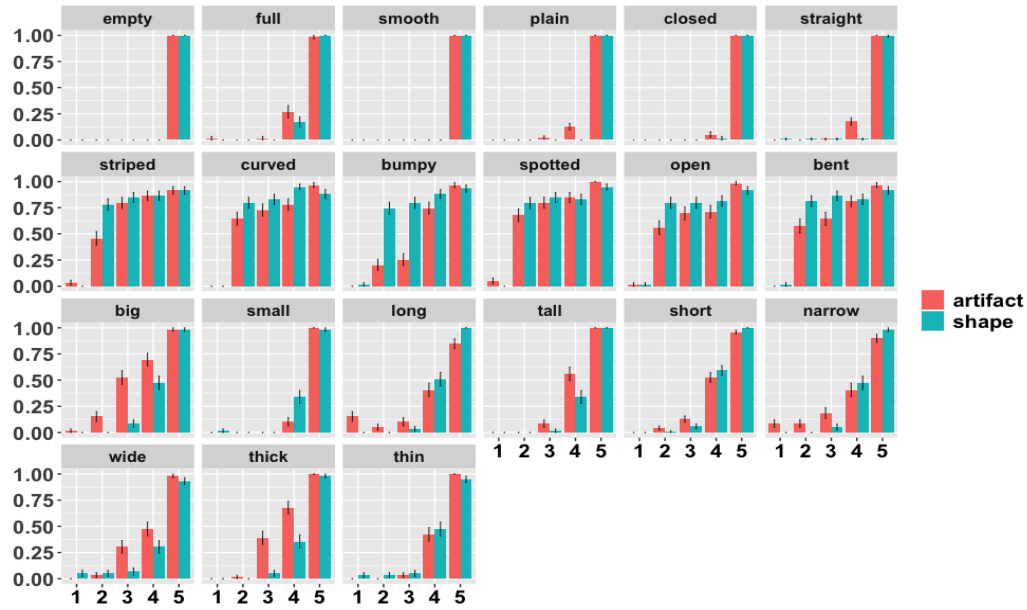 empty full smooth plain closed straight
1.00
0.75
0.50
0.25
0.00
striped curved bumpy spotted open bent
1.00
0.75
0.50
0.25
0.00
artifact
shape
big small long tall short narrow
1.00
0.75
0.50
0.25
0.00
1 2 3 4 5 1 2 3 4 5 1 2 3 4 5
wide thick thin
1.00
0.75
0.50
0.25
0.00
1 2 3 4 5 1 2 3 4 5 1 2 3 4 5